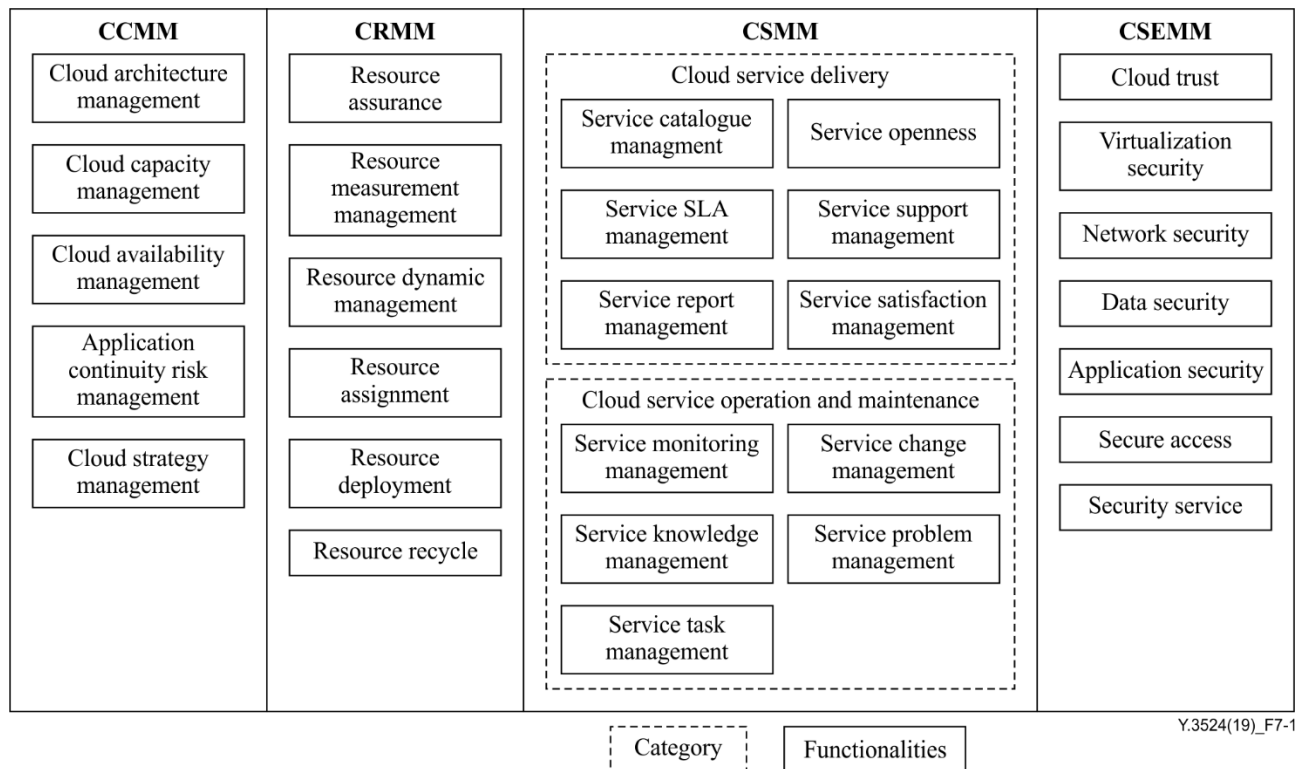 CCMM
Cloud architecture
management
Cloud capacity
management
Cloud availability
management
Application
continuity risk
management
Cloud strategy
management
CRMM
Resource
assurance
Resource
measurement
management
Resource dynamic
management
Resource
assignment
Resource
deployment
Resource recycle
CSMM
Cloud service delivery
Service catalogue
managment
Service openness
Service SLA
management
Service support
management
Service report
management
Service satisfaction
management
Cloud service operation and maintenance
Service monitoring
management
Service change
management
Service knowledge
management
Service problem
management
Service task
management
CSEMM
Cloud trust
Virtualization
security
Network security
Data security
Application security
Secure access
Security service
Y.3524(19)_F7-1
Category
Functionalities